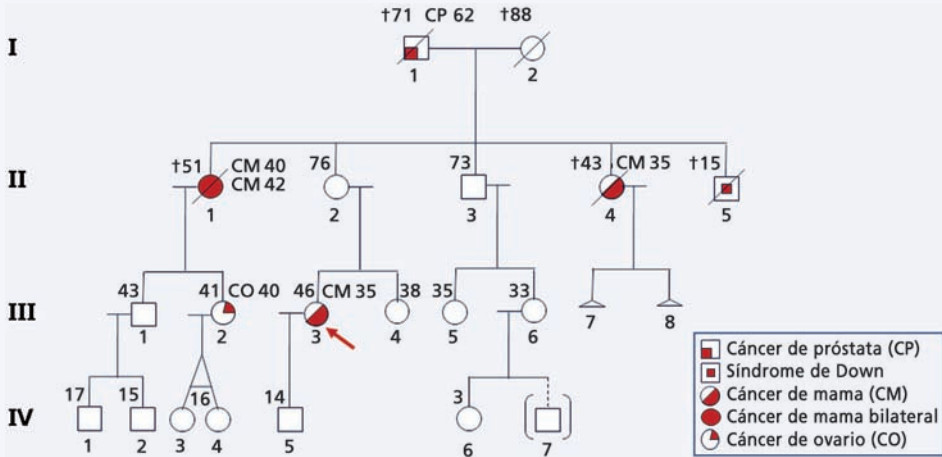 †71 CP 62 †88
I
1 2
†51 CM 40 76 73 †43 CM 35 †15
II CM 42
1 2 3 4 5
43 41 CO 40 46 CM 35 38 35 33
III
1 2 3 4 5 6 7 8
17 15 16 14 3
IV
1 2 3 4 5 6 7
Cáncer de próstata (CP)
Síndrome de Down
Cáncer de mama (CM)
Cáncer de mama bilateral
Cáncer de ovario (CO)